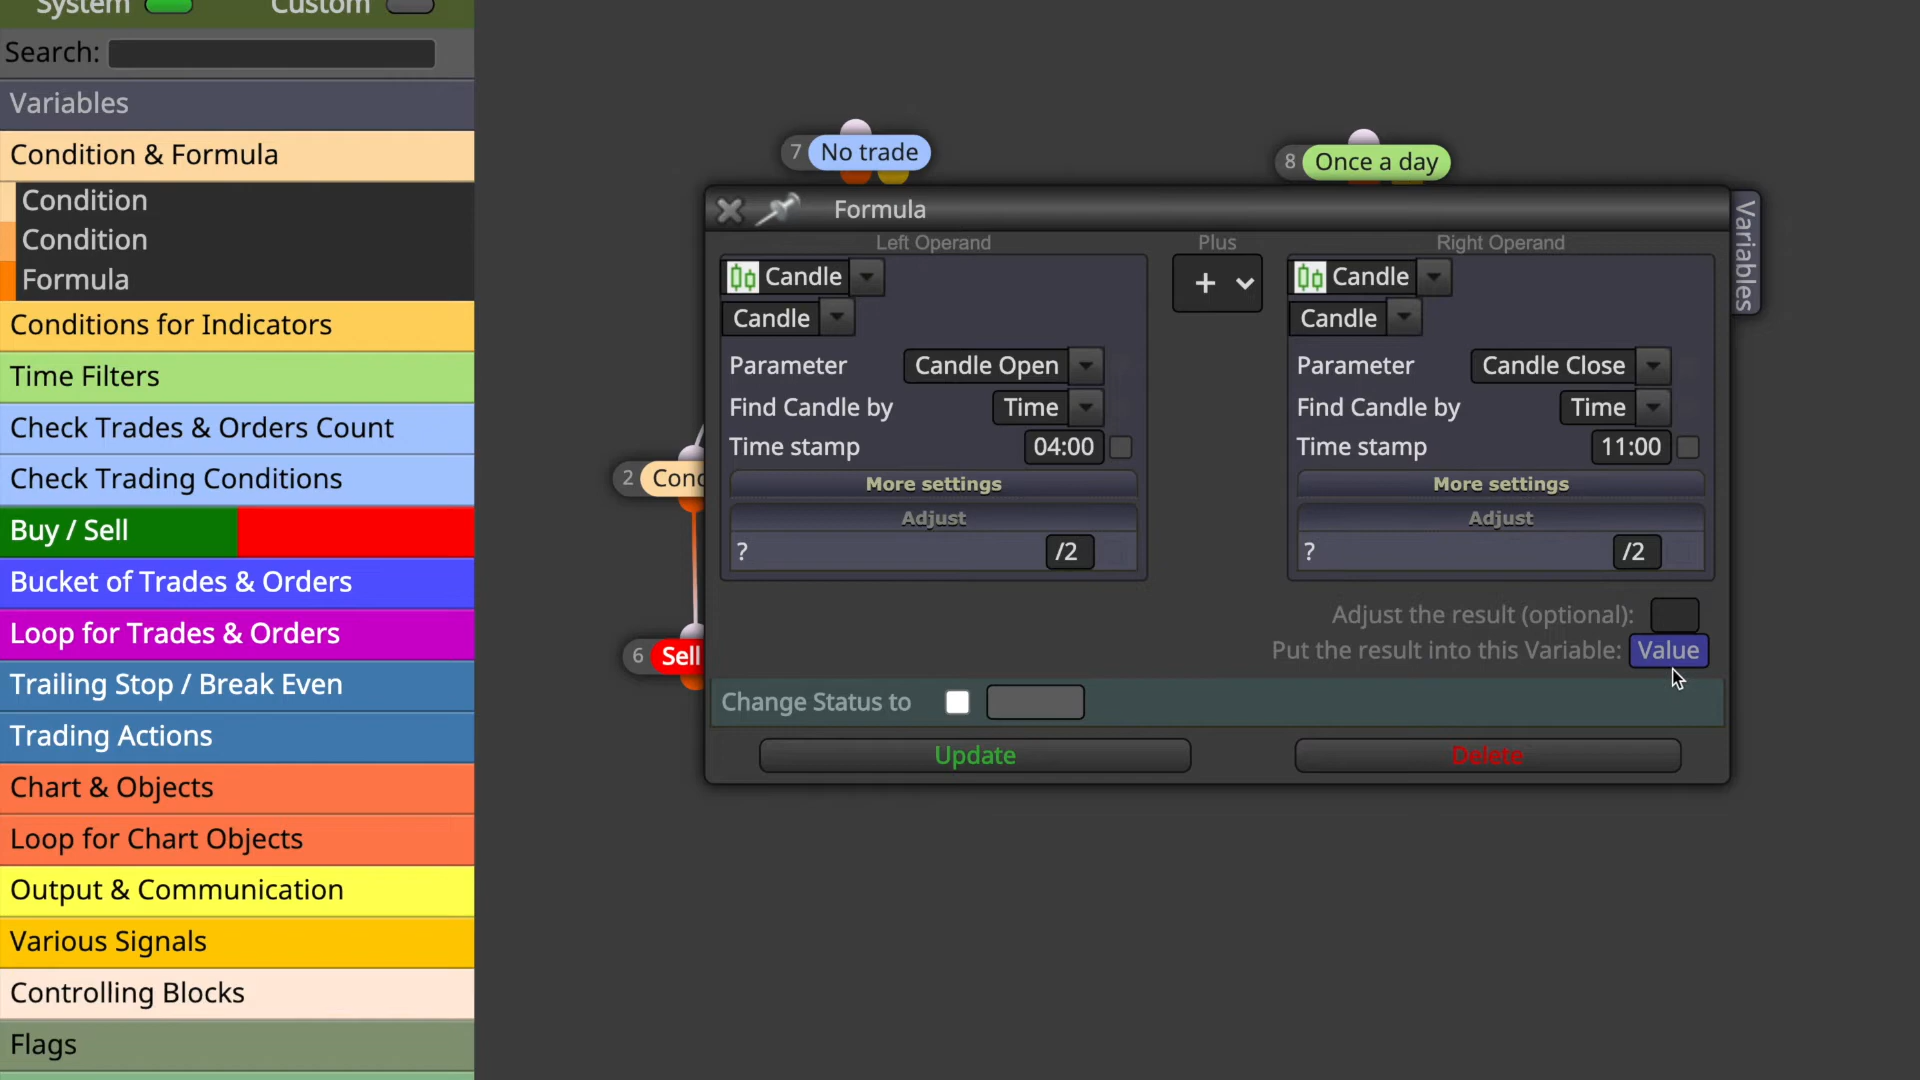 System Custom
Search:
Variables
Condition & Formula
Condition
Condition
Formula
Conditions for Indicators
Time Filters
Check Trades & Orders Count
Check Trading Conditions
Buy / Sell
Bucket of Trades & Orders
Loop for Trades & Orders
Trailing Stop / Break Even
Trading Actions
Chart & Objects
Loop for Chart Objects
Output & Communication
Various Signals
Controlling Blocks
Flags
7 No trade
8 Once a day
2 Cond
6 Sell
Formula
Variables
Left Operand
Candle
Candle
Parameter Candle Open
Find Candle by Time
Time stamp 04:00
More settings
Adjust
? /2
Plus
+
Right Operand
Candle
Candle
Parameter Candle Close
Find Candle by Time
Time stamp 11:00
More settings
Adjust
? /2
Adjust the result (optional):
Put the result into this Variable: Value
Change Status to
Update Delete